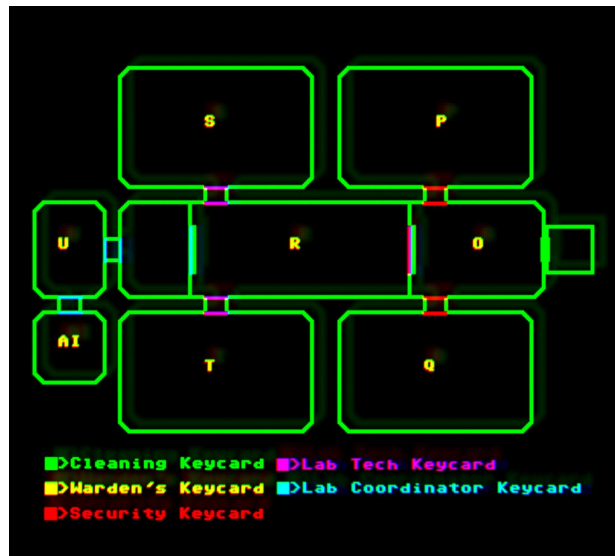 S P
U R O
AI T Q
>Cleaning Keycard >Lab Tech Keycard
>Warden's Keycard >Lab Coordinator Keycard
>Security Keycard